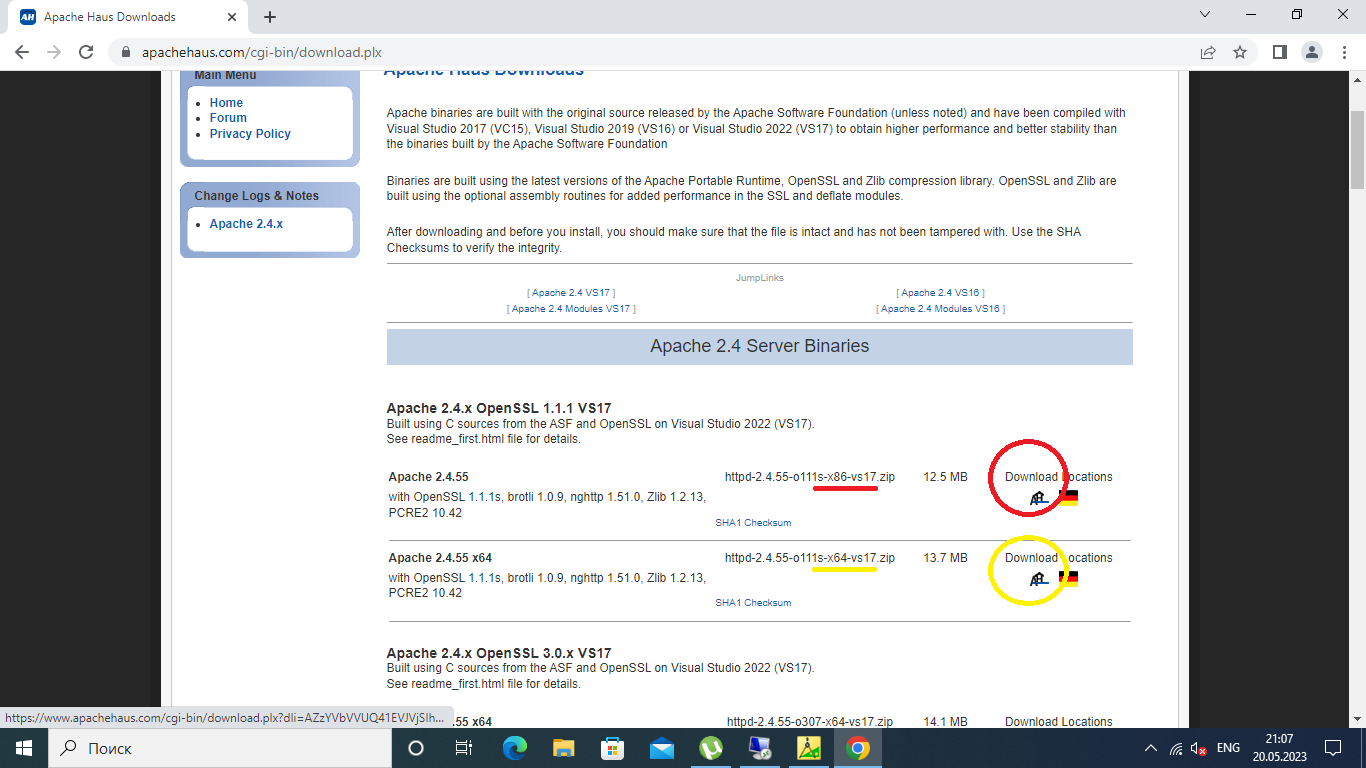 AH Apache Haus Downloads
apachehaus.com/cgi-bin/download.plx
Main Menu
Home
Forum
Privacy Policy
Change Logs & Notes
Apache 2.4.x
Apache Haus Downloads
Apache binaries are built with the original source released by the Apache Software Foundation (unless noted) and have been compiled with
Visual Studio 2017 (VC15), Visual Studio 2019 (VS16) or Visual Studio 2022 (VS17) to obtain higher performance and better stability than
the binaries built by the Apache Software Foundation
Binaries are built using the latest versions of the Apache Portable Runtime, OpenSSL and Zlib compression library. OpenSSL and Zlib are
built using the optional assembly routines for added performance in the SSL and deflate modules.
After downloading and before you install, you should make sure that the file is intact and has not been tampered with. Use the SHA
Checksums to verify the integrity.
JumpLinks
[ Apache 2.4 VS17 ] [ Apache 2.4 VS16 ]
[ Apache 2.4 Modules VS17 ] [ Apache 2.4 Modules VS16 ]
Apache 2.4 Server Binaries
Apache 2.4.x OpenSSL 1.1.1 VS17
Built using C sources from the ASF and OpenSSL on Visual Studio 2022 (VS17).
See readme_first.html file for details.
Apache 2.4.55 httpd-2.4.55-o111s-x86-vs17.zip 12.5 MB Download Locations
with OpenSSL 1.1.1s, brotli 1.0.9, nghttp 1.51.0, Zlib 1.2.13,
PCRE2 10.42
SHA1 Checksum
Apache 2.4.55 x64 httpd-2.4.55-o111s-x64-vs17.zip 13.7 MB Download Locations
with OpenSSL 1.1.1s, brotli 1.0.9, nghttp 1.51.0, Zlib 1.2.13,
PCRE2 10.42
SHA1 Checksum
Apache 2.4.x OpenSSL 3.0.x VS17
Built using C sources from the ASF and OpenSSL on Visual Studio 2022 (VS17).
See readme_first.html file for details.
.55 x64 httpd-2.4.55-o307-x64-vs17.zip 14.1 MB Download Locations
https://www.apachehaus.com/cgi-bin/download.plx?dli=AZzYVbVVUQ41EVJVjSlh...
Поиск
ENG
21:07
20.05.2023